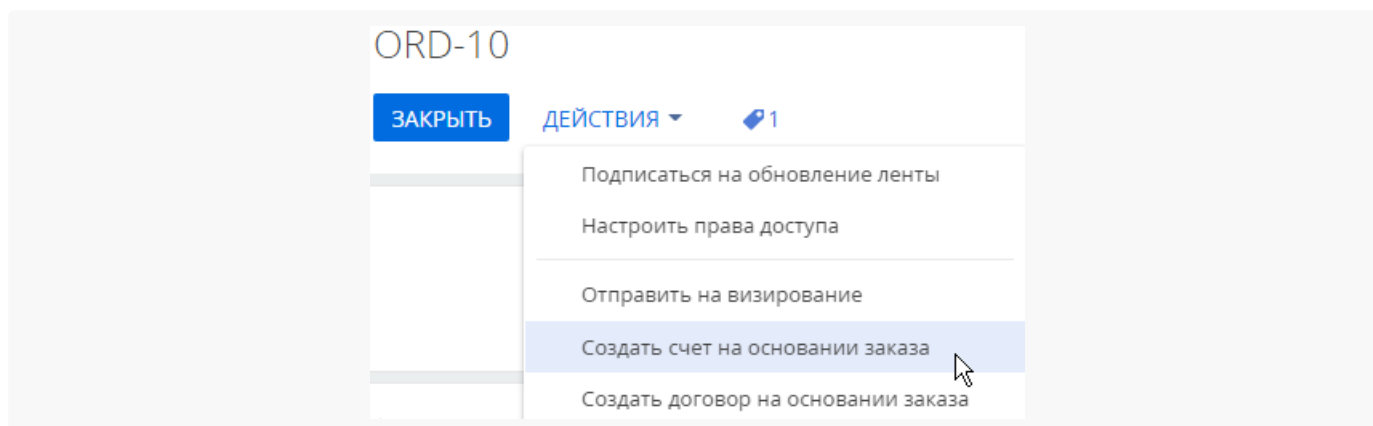 ORD-10
ЗАКРЫТЬ ДЕЙСТВИЯ 1
Подписаться на обновление ленты
Настроить права доступа
Отправить на визирование
Создать счет на основании заказа
Создать договор на основании заказа